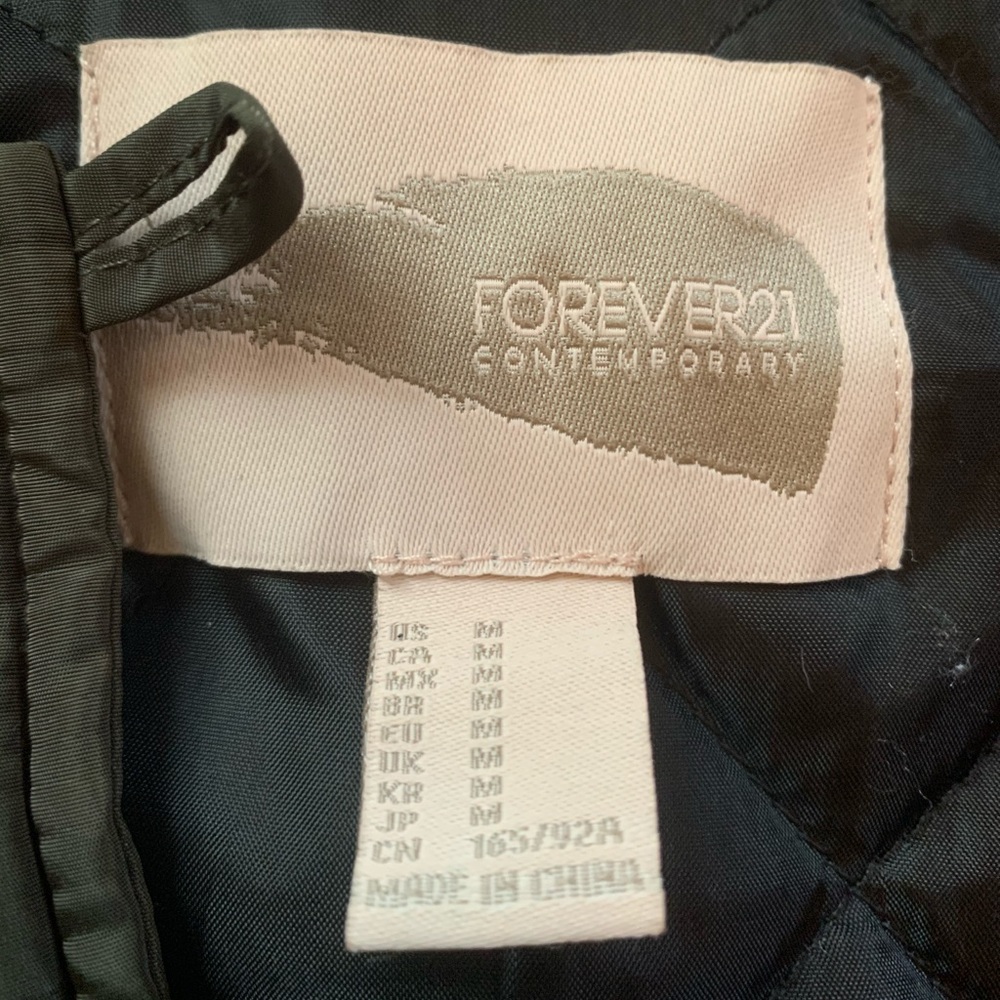 FOREVER21
CONTEMPORARY
US M
CA M
MX M
BR M
EU M
UK M
KR M
JP M
CN 165/92A
MADE IN CHINA